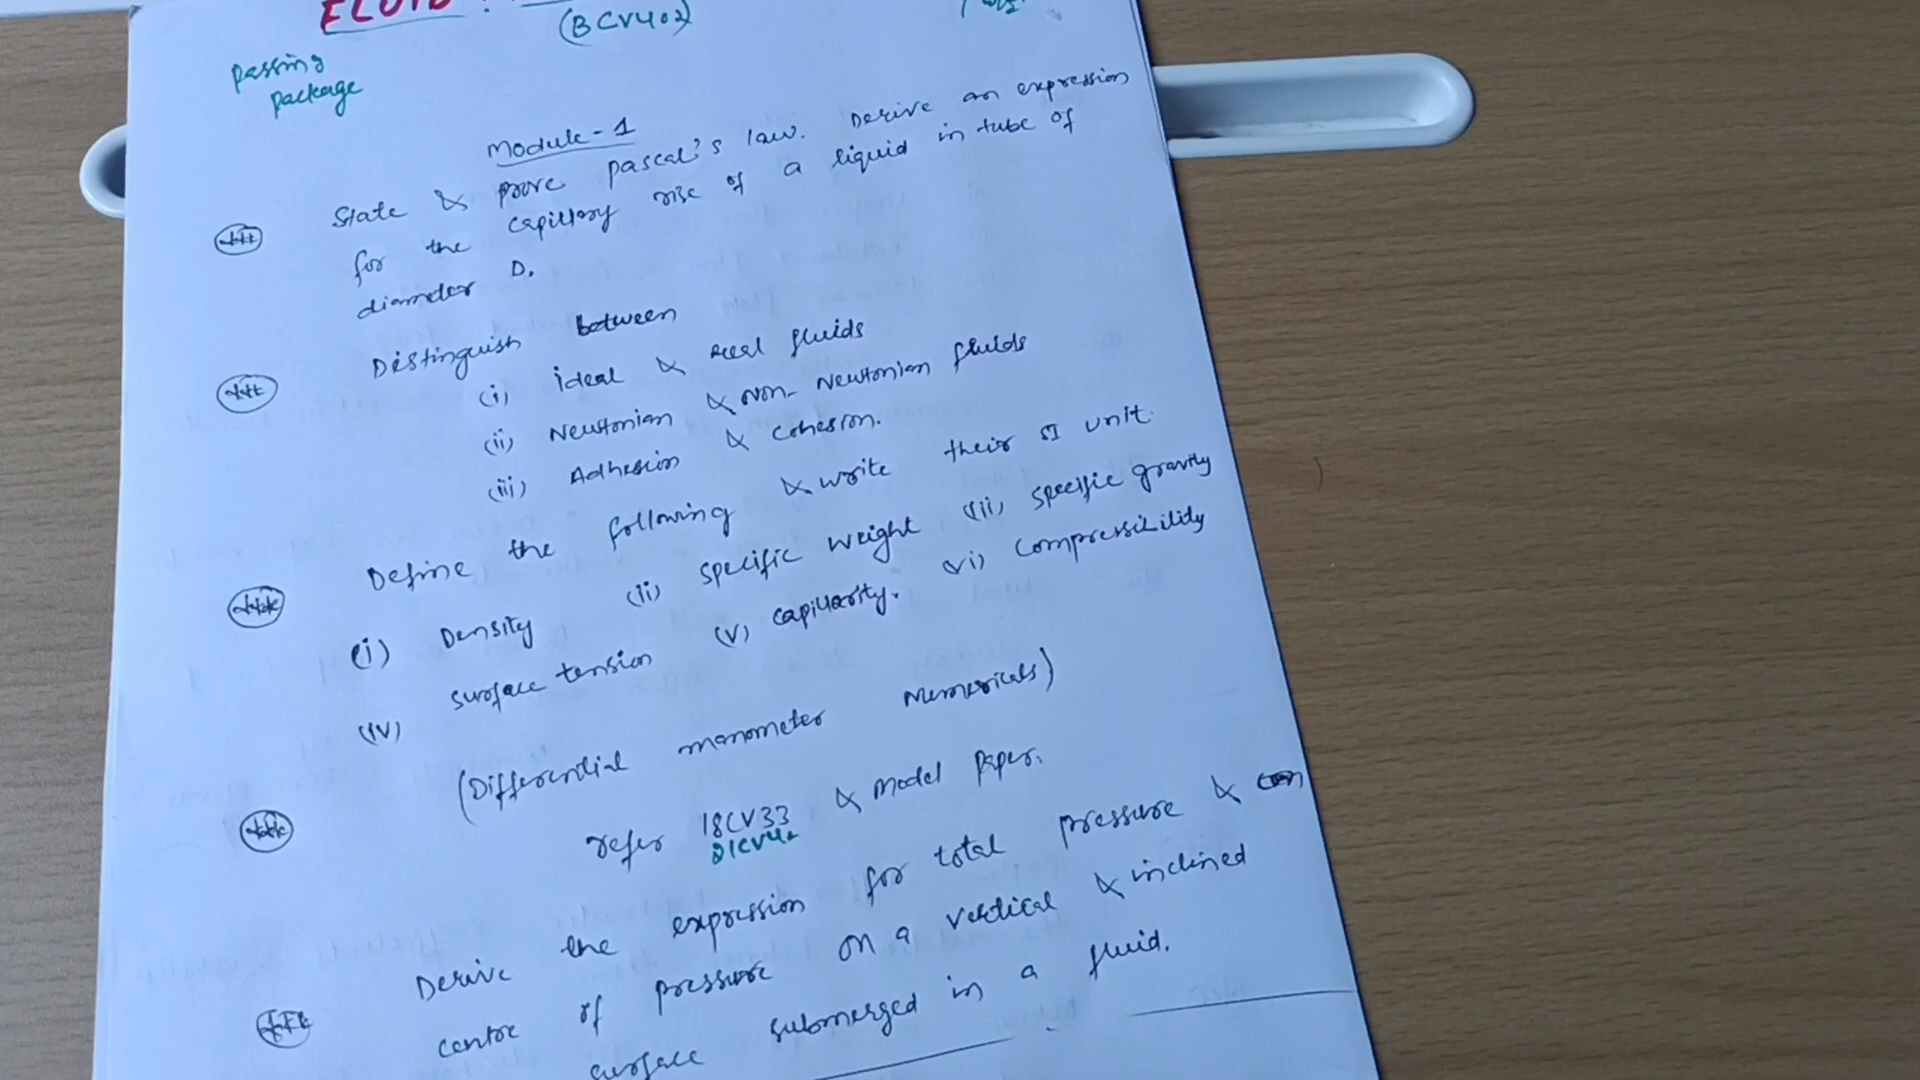 FLUID
(BCV402)
passing
package
Module-1
State & prove pascal's law. Derive an expression
for the capillary rise of a liquid in tube of
diameter D.
Distinguish between
(i) ideal & real fluids
(ii) Newtonian & Non-Newtonian fluids
(iii) Adhesion & cohesion.
Define the following & write their SI unit.
(i) Density (ii) specific weight (iii) specific gravity
(iv) surface tension (v) capillarity. (vi) compressibility
(Differential manometer Numericals)
refer 18CV33 & model paper.
21CV42
Derive the expression for total pressure &
centre of pressure on a vertical & inclined
surface submerged in a fluid.